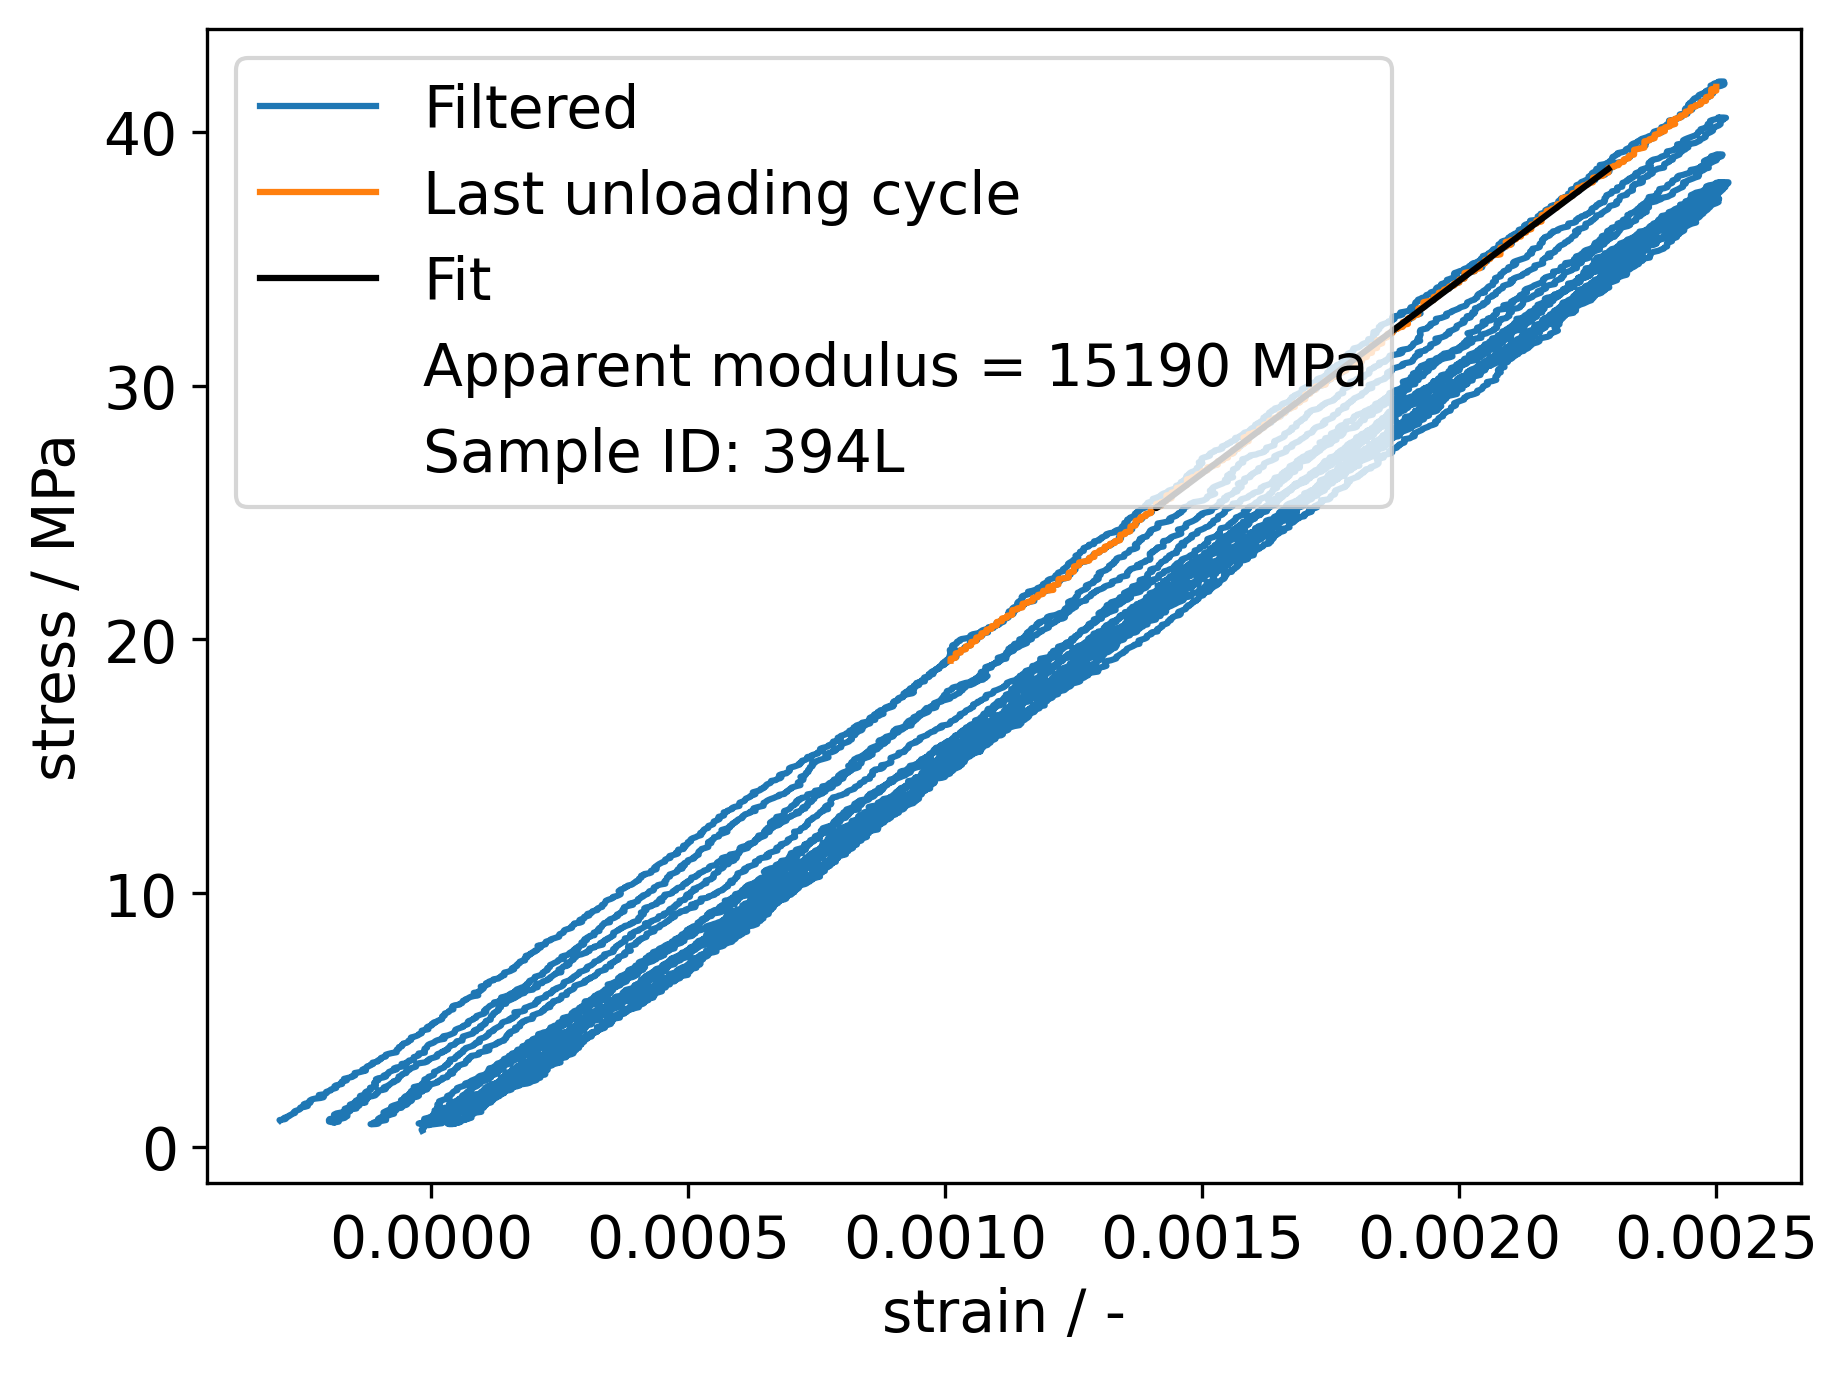 Filtered
Last unloading cycle
Fit
Apparent modulus = 15190 MPa
Sample ID: 394L
40
30
20
10
0
stress / MPa
0.0000 0.0005 0.0010 0.0015 0.0020 0.0025
strain / -